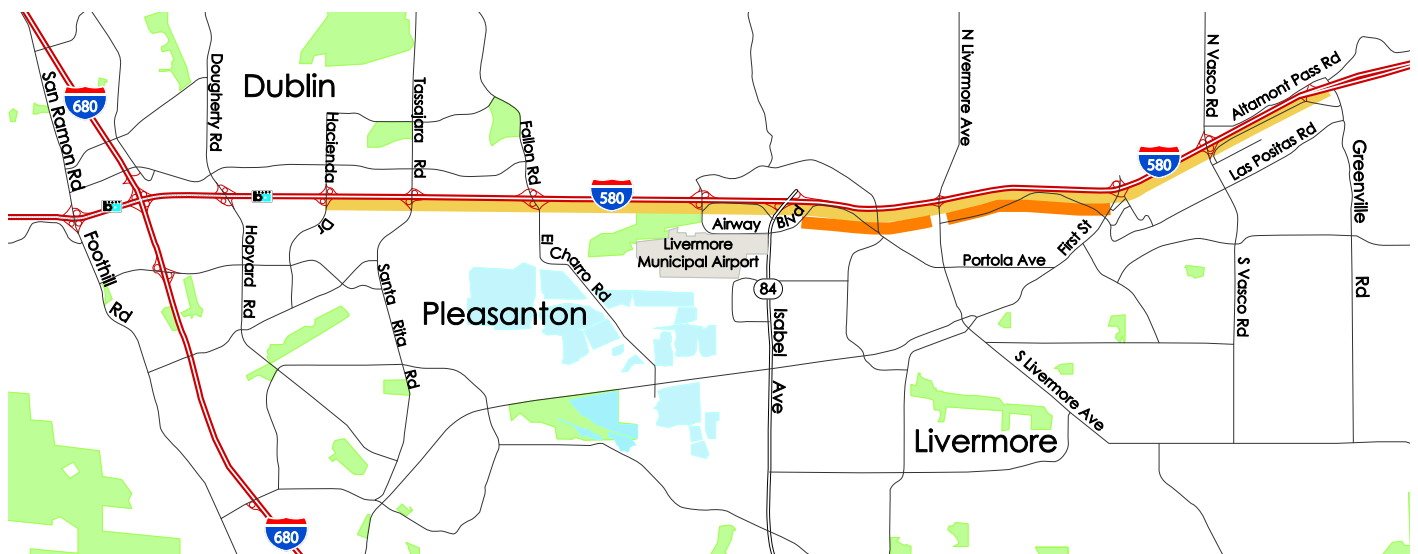 San Ramon Rd
680
Dougherty Rd
Dublin
Hacienda
Dr
Tassajara Rd
Fallon Rd
580
N Livermore Ave
N Vasco Rd
Altamont Pass Rd
580
Las Positas Rd
Greenville Rd
Foothill Rd
Hopyard Rd
Santa Rita Rd
El Charro Rd
Airway Blvd
Livermore
Municipal Airport
84
Isabel Ave
Portola Ave
First St
S Vasco Rd
Pleasanton
S Livermore Ave
Livermore
680